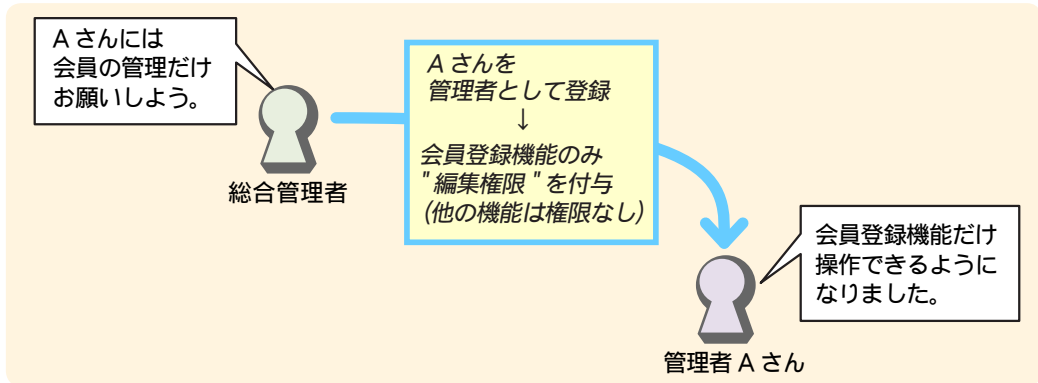 A さんには
会員の管理だけ
お願いしよう。
総合管理者
A さんを
管理者として登録
↓
会員登録機能のみ
"編集権限"を付与
(他の機能は権限なし)
会員登録機能だけ
操作できるように
なりました。
管理者 A さん